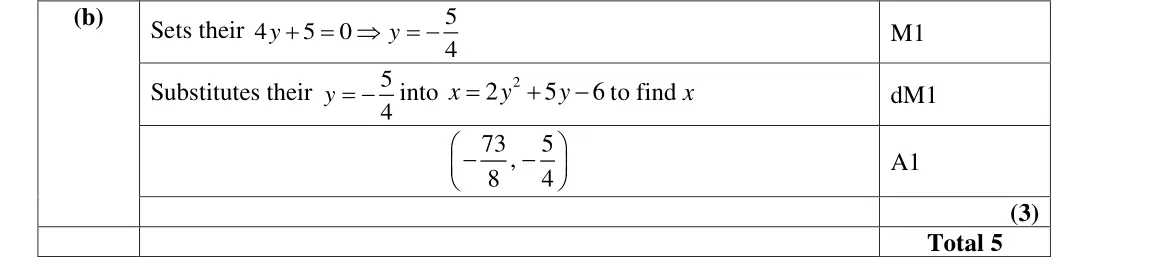 (b) Sets their 4y + 5 = 0 ⇒ y = −5/4 M1
Substitutes their y = −5/4 into x = 2y² + 5y − 6 to find x dM1
(−73/8, −5/4) A1
(3)
Total 5